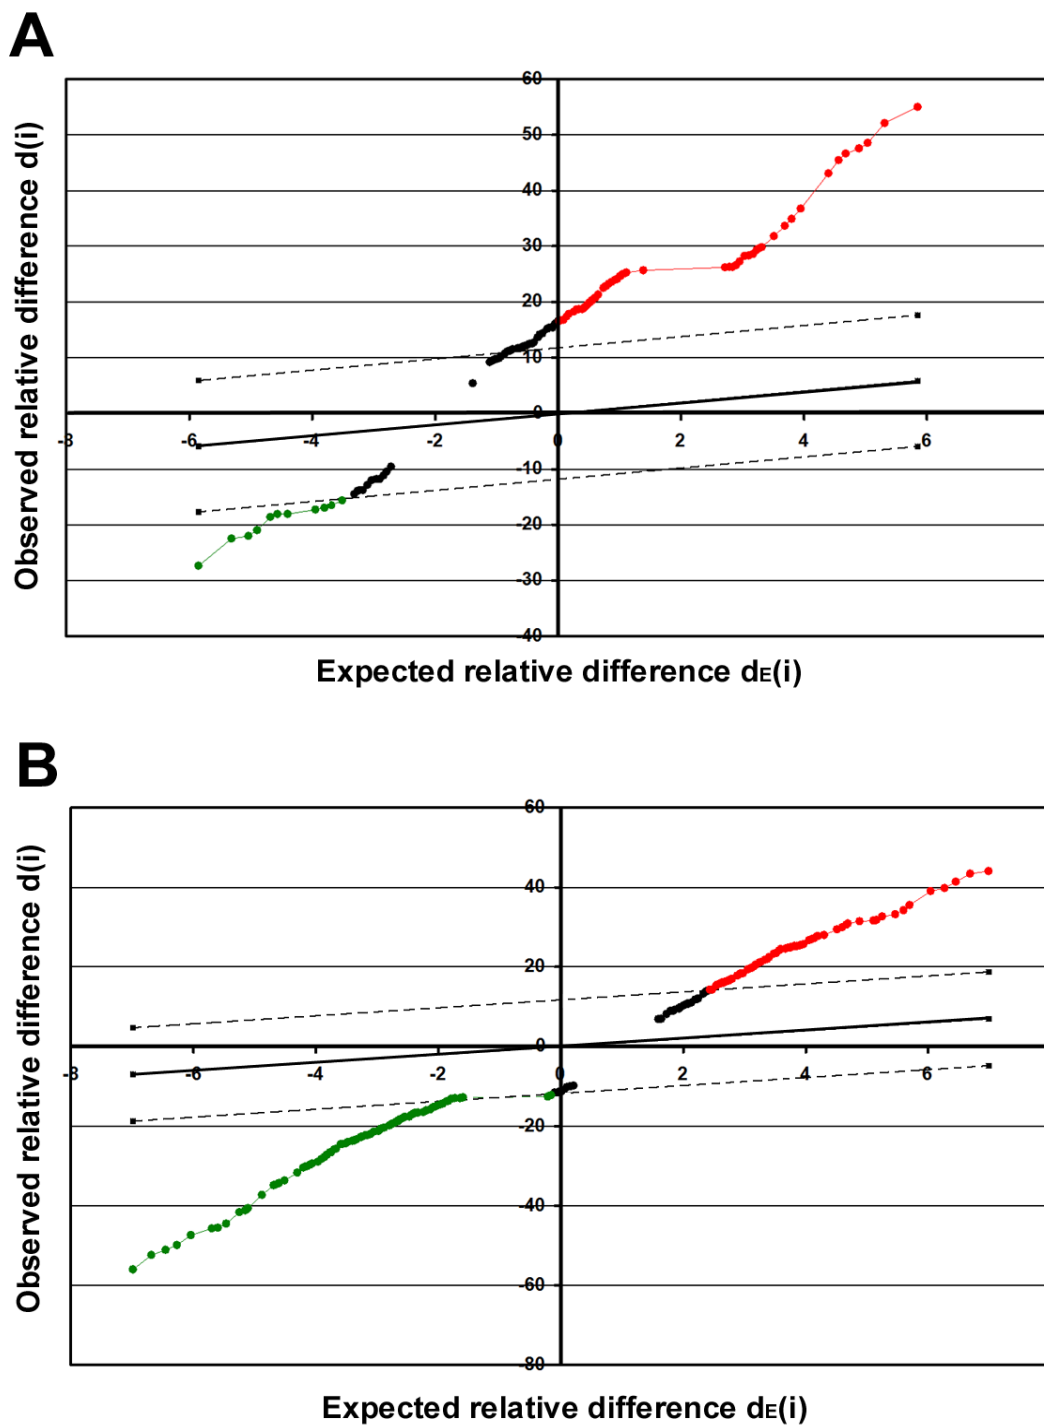 A
Observed relative difference d(i)
60
50
40
30
20
10
0
-10
-20
-30
-40
-8 -6 -4 -2 0 2 4 6
Expected relative difference dE(i)
B
Observed relative difference d(i)
60
40
20
0
-20
-40
-60
-80
-8 -6 -4 -2 0 2 4 6
Expected relative difference dE(i)